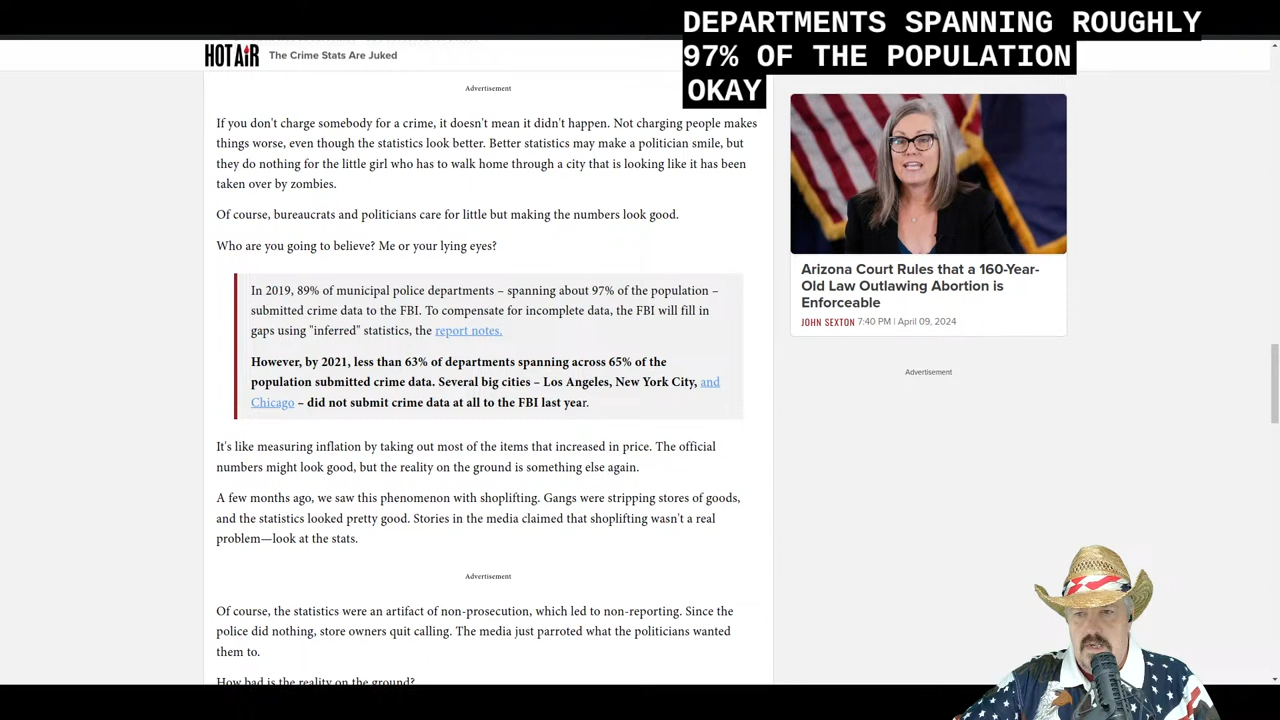 DEPARTMENTS SPANNING ROUGHLY
97% OF THE POPULATION
OKAY
HOT AIR
The Crime Stats Are Juked
Advertisement
If you don't charge somebody for a crime, it doesn't mean it didn't happen. Not charging people makes
things worse, even though the statistics look better. Better statistics may make a politician smile, but
they do nothing for the little girl who has to walk home through a city that is looking like it has been
taken over by zombies.
Of course, bureaucrats and politicians care for little but making the numbers look good.
Who are you going to believe? Me or your lying eyes?
In 2019, 89% of municipal police departments – spanning about 97% of the population –
submitted crime data to the FBI. To compensate for incomplete data, the FBI will fill in
gaps using "inferred" statistics, the report notes.
However, by 2021, less than 63% of departments spanning across 65% of the
population submitted crime data. Several big cities – Los Angeles, New York City, and
Chicago – did not submit crime data at all to the FBI last year.
It's like measuring inflation by taking out most of the items that increased in price. The official
numbers might look good, but the reality on the ground is something else again.
A few months ago, we saw this phenomenon with shoplifting. Gangs were stripping stores of goods,
and the statistics looked pretty good. Stories in the media claimed that shoplifting wasn't a real
problem—look at the stats.
Advertisement
Of course, the statistics were an artifact of non-prosecution, which led to non-reporting. Since the
police did nothing, store owners quit calling. The media just parroted what the politicians wanted
them to.
How bad is the reality on the ground?
Arizona Court Rules that a 160-Year-
Old Law Outlawing Abortion is
Enforceable
JOHN SEXTON 7:40 PM | April 09, 2024
Advertisement